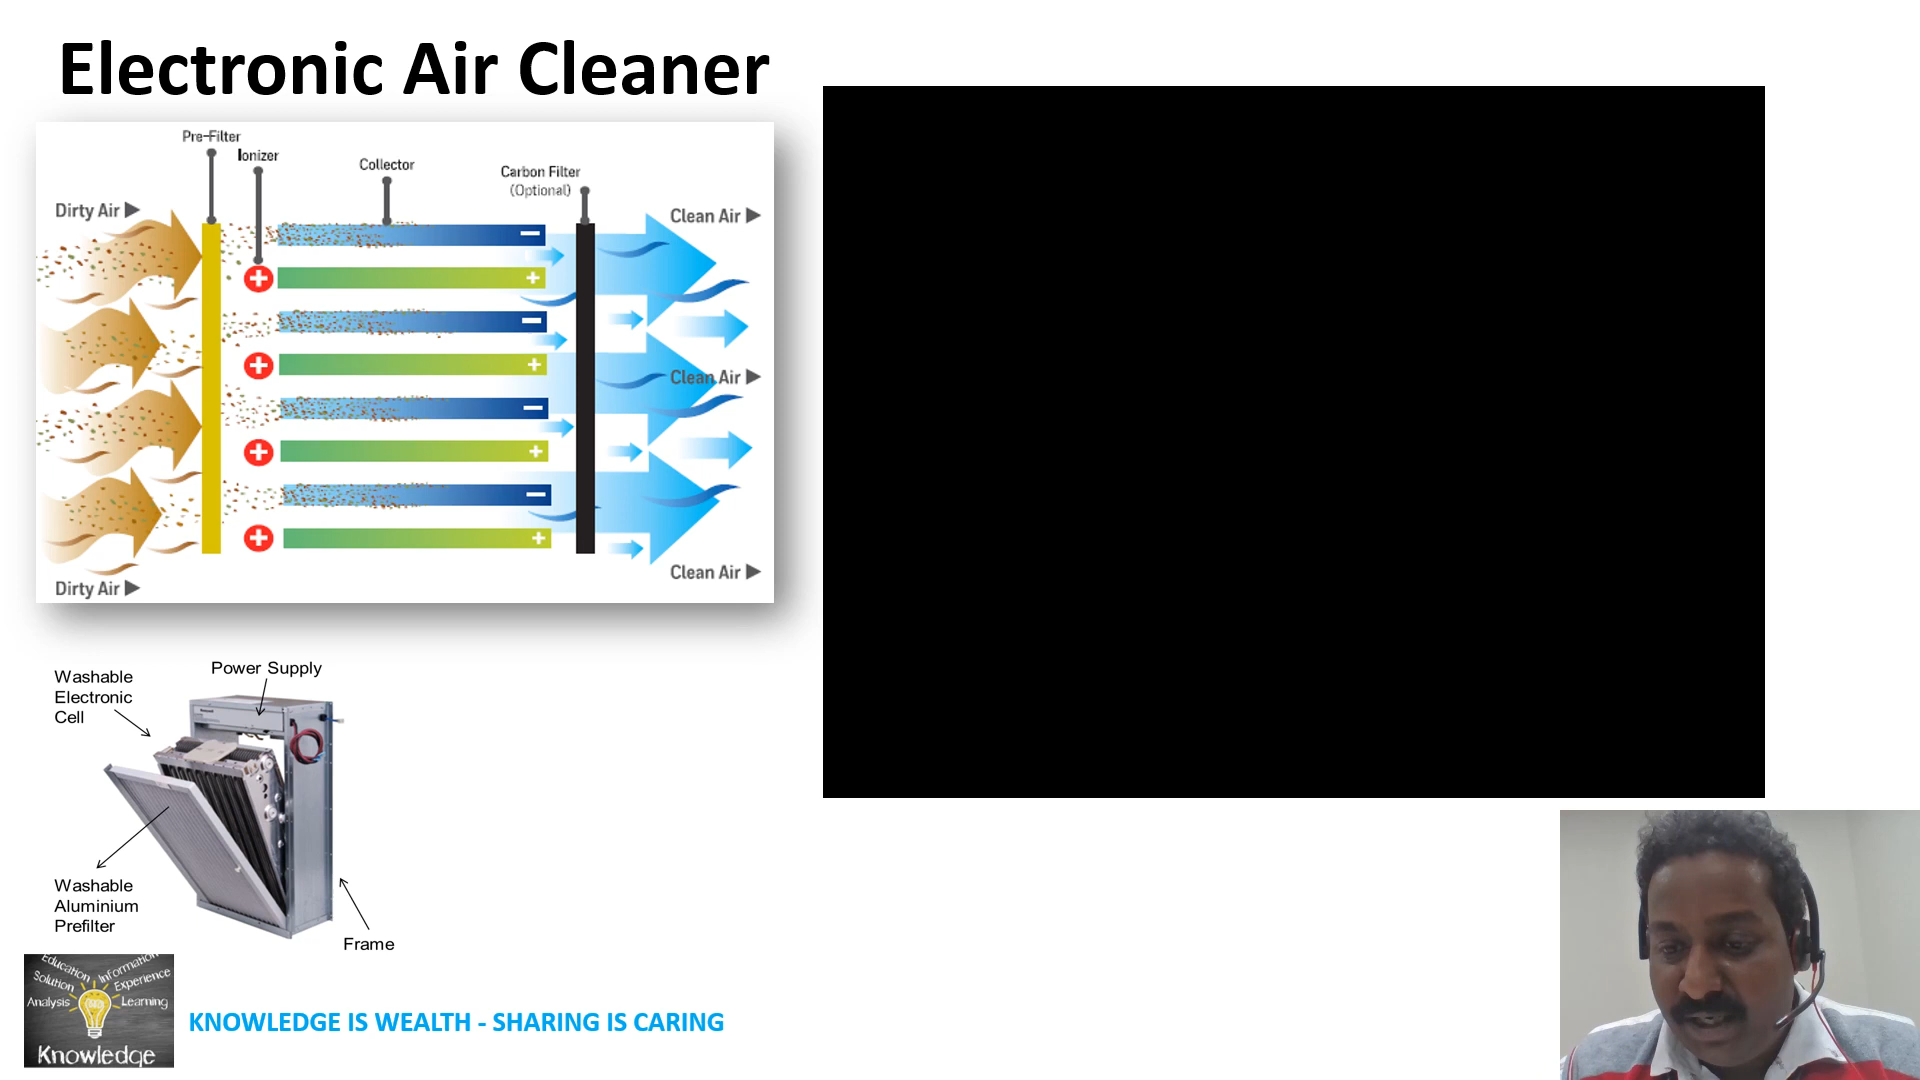 Electronic Air Cleaner
Pre-Filter
Ionizer
Collector
Carbon Filter
(Optional)
Dirty Air
Clean Air
Clean Air
Clean Air
Dirty Air
Washable
Electronic
Cell
Power Supply
Washable
Aluminium
Prefilter
Frame
Education
Information
Solution
Experience
Analysis
Learning
Knowledge
KNOWLEDGE IS WEALTH - SHARING IS CARING